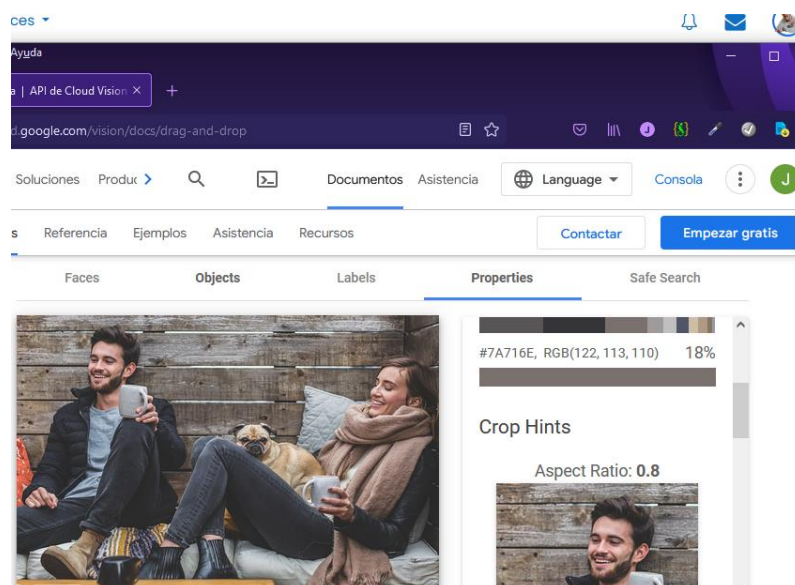 ces
Ayuda
a | API de Cloud Vision
d.google.com/vision/docs/drag-and-drop
J
Soluciones Produc Documentos Asistencia Language Consola J
s Referencia Ejemplos Asistencia Recursos Contactar Empezar gratis
Faces Objects Labels Properties Safe Search
#7A716E, RGB(122, 113, 110) 18%
Crop Hints
Aspect Ratio: 0.8